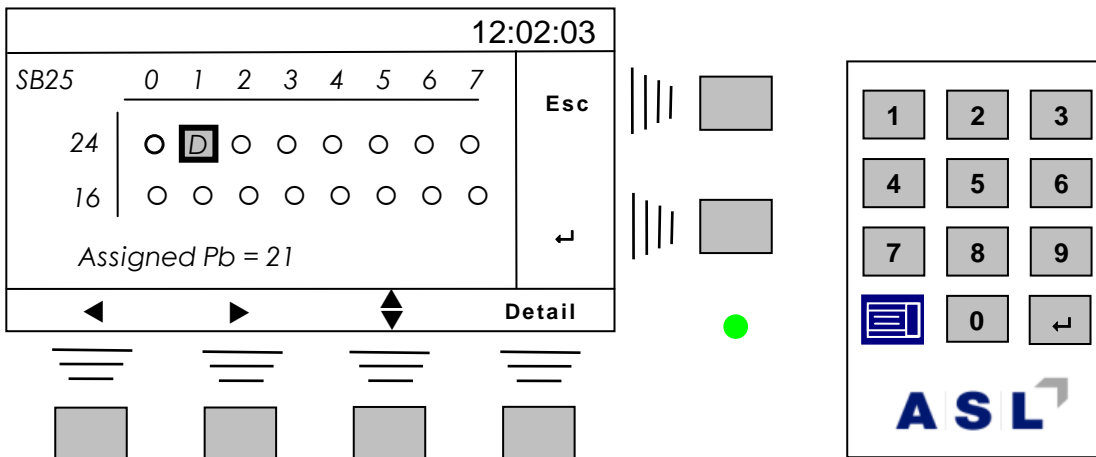 12:02:03
SB25 0 1 2 3 4 5 6 7
Esc
24 D
16
↵
Assigned Pb = 21
◀ ▶ ▲▼ Detail
1 2 3
4 5 6
7 8 9
0 ↵
ASL